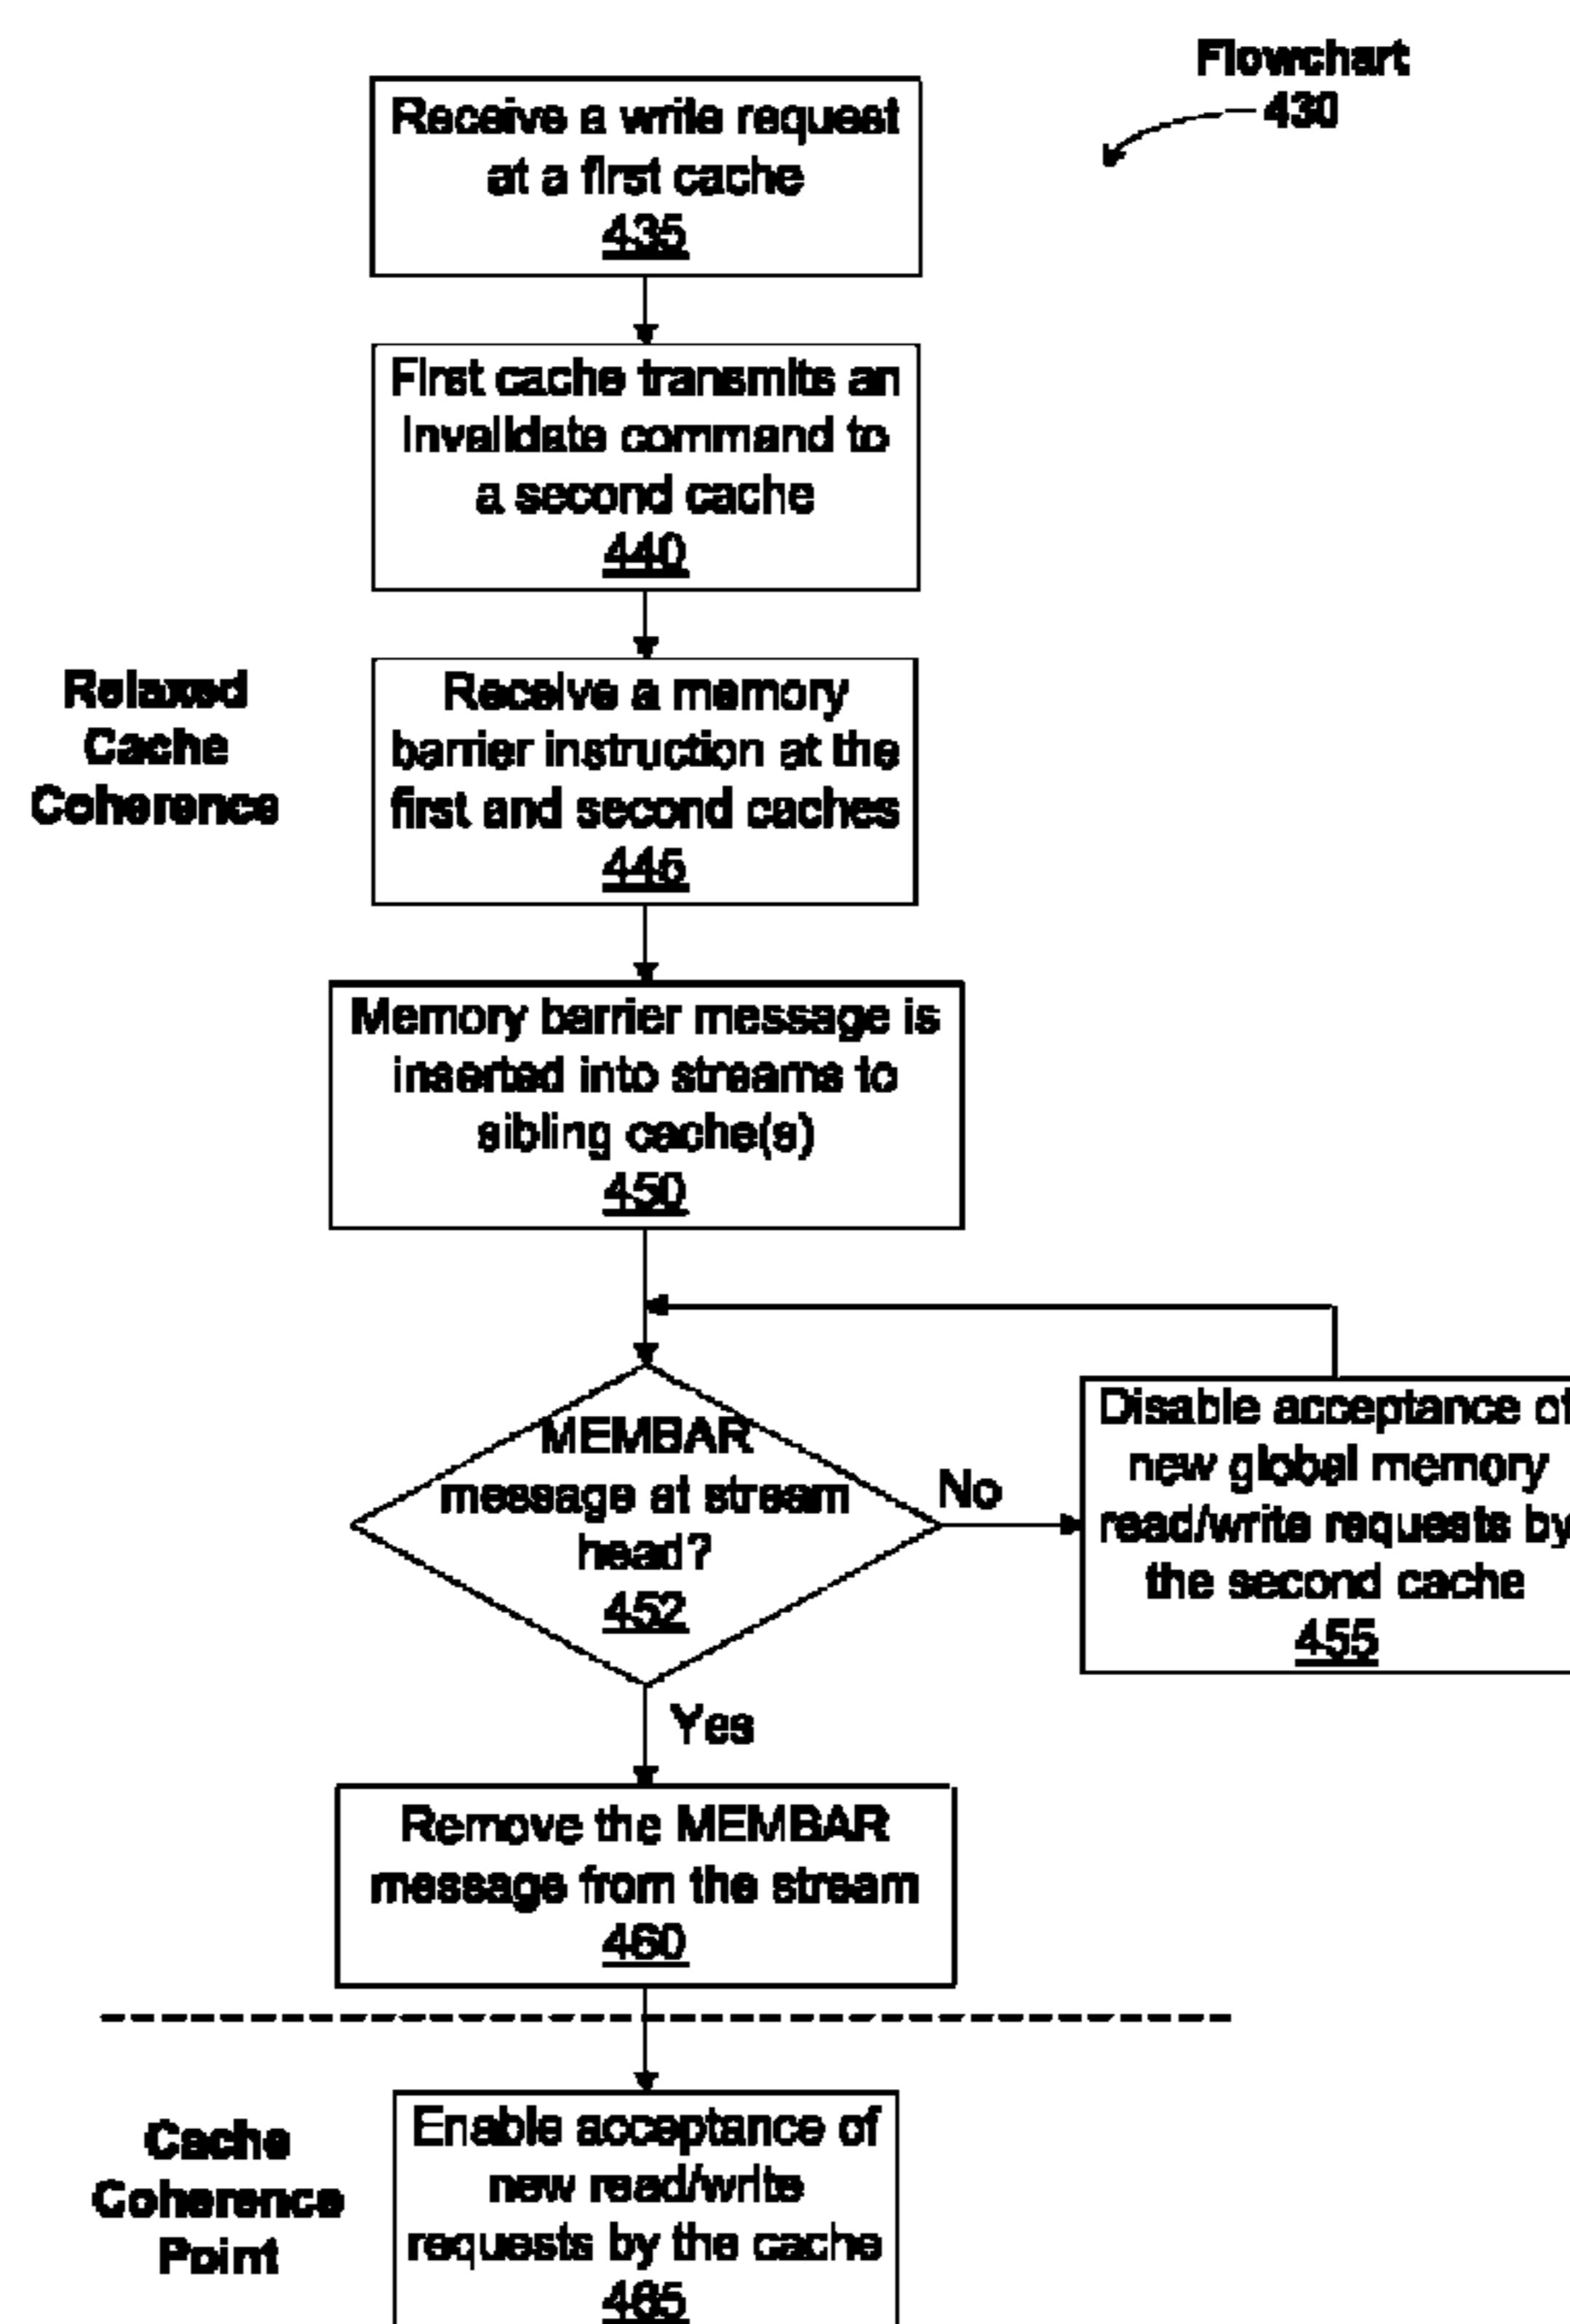 Flowchart
430
Receive a write request
at a first cache
435
First cache transmits an
invalidate command to
a second cache
440
Relaxed
Cache
Coherence
Receive a memory
barrier instruction at the
first and second caches
445
Memory barrier message is
inserted into streams to
sibling cache(s)
450
MEMBAR
message at stream
head?
452
No
Disable acceptance of
new global memory
read/write requests by
the second cache
455
Yes
Remove the MEMBAR
message from the stream
460
Cache
Coherence
Point
Enable acceptance of
new read/write
requests by the cache
465